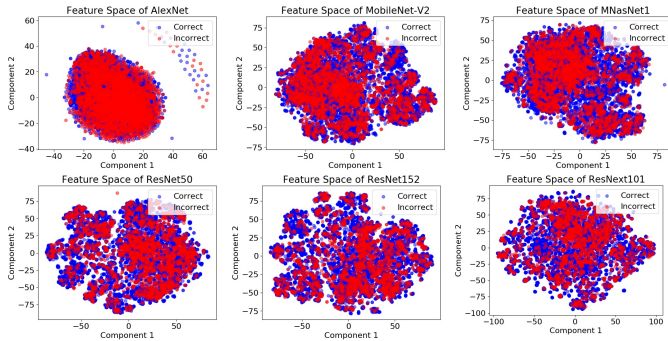 Feature Space of AlexNet
Correct
Incorrect
Component 2
60
40
20
0
−20
−40
−40
−20
0
20
40
60
Component 1
Feature Space of MobileNet-V2
Correct
Incorrect
Component 2
75
50
25
0
−25
−50
−75
−50
0
50
Component 1
Feature Space of MNasNet1
Correct
Incorrect
Component 2
75
50
25
0
−25
−50
−75
−75
−50
−25
0
25
50
75
Component 1
Feature Space of ResNet50
Correct
Incorrect
Component 2
75
50
25
0
−25
−50
−75
−50
0
50
Component 1
Feature Space of ResNet152
Correct
Incorrect
Component 2
75
50
25
0
−25
−50
−75
−50
0
50
Component 1
Feature Space of ResNext101
Correct
Incorrect
Component 2
75
50
25
0
−25
−50
−75
−100
−100
−50
0
50
100
Component 1